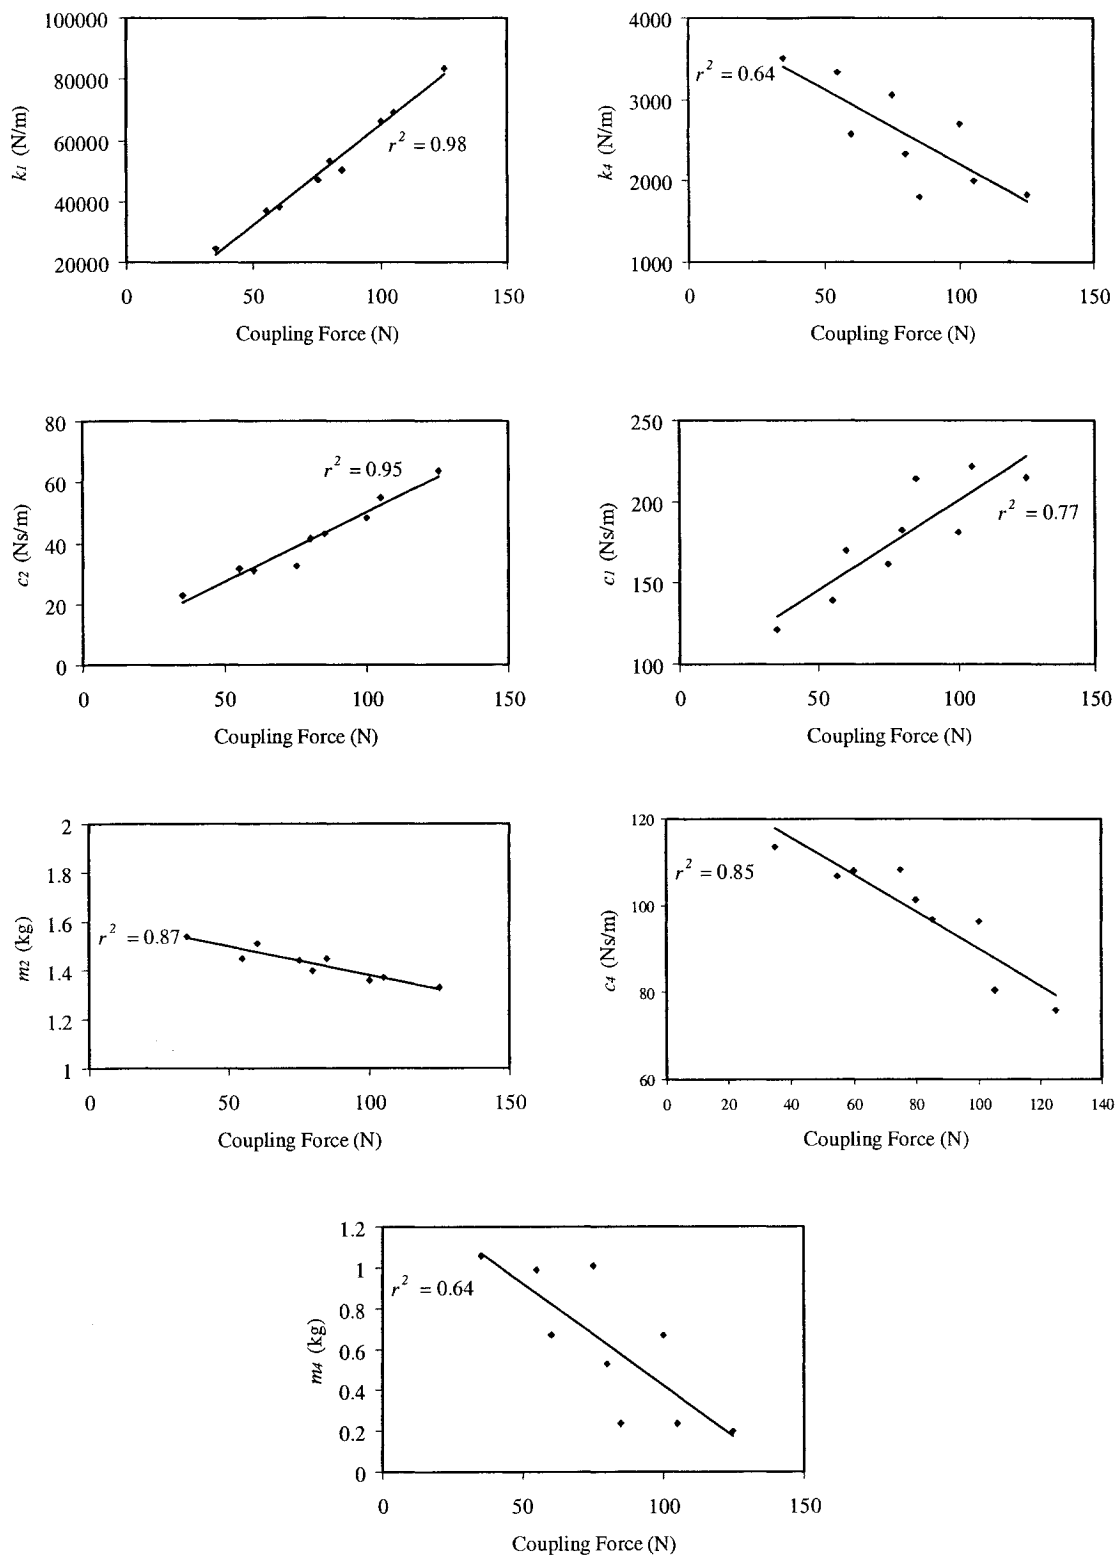 100000
80000
60000
40000
20000
k1 (N/m)
r² = 0.98
0 50 100 150
Coupling Force (N)
4000
3000
2000
1000
k4 (N/m)
r² = 0.64
0 50 100 150
Coupling Force (N)
80
60
40
20
0
c2 (Ns/m)
r² = 0.95
0 50 100 150
Coupling Force (N)
250
200
150
100
c1 (Ns/m)
r² = 0.77
0 50 100 150
Coupling Force (N)
2
1.8
1.6
1.4
1.2
1
m2 (kg)
r² = 0.87
0 50 100 150
Coupling Force (N)
120
100
80
60
c4 (Ns/m)
r² = 0.85
0 20 40 60 80 100 120 140
Coupling Force (N)
1.2
1
0.8
0.6
0.4
0.2
0
m4 (kg)
r² = 0.64
0 50 100 150
Coupling Force (N)